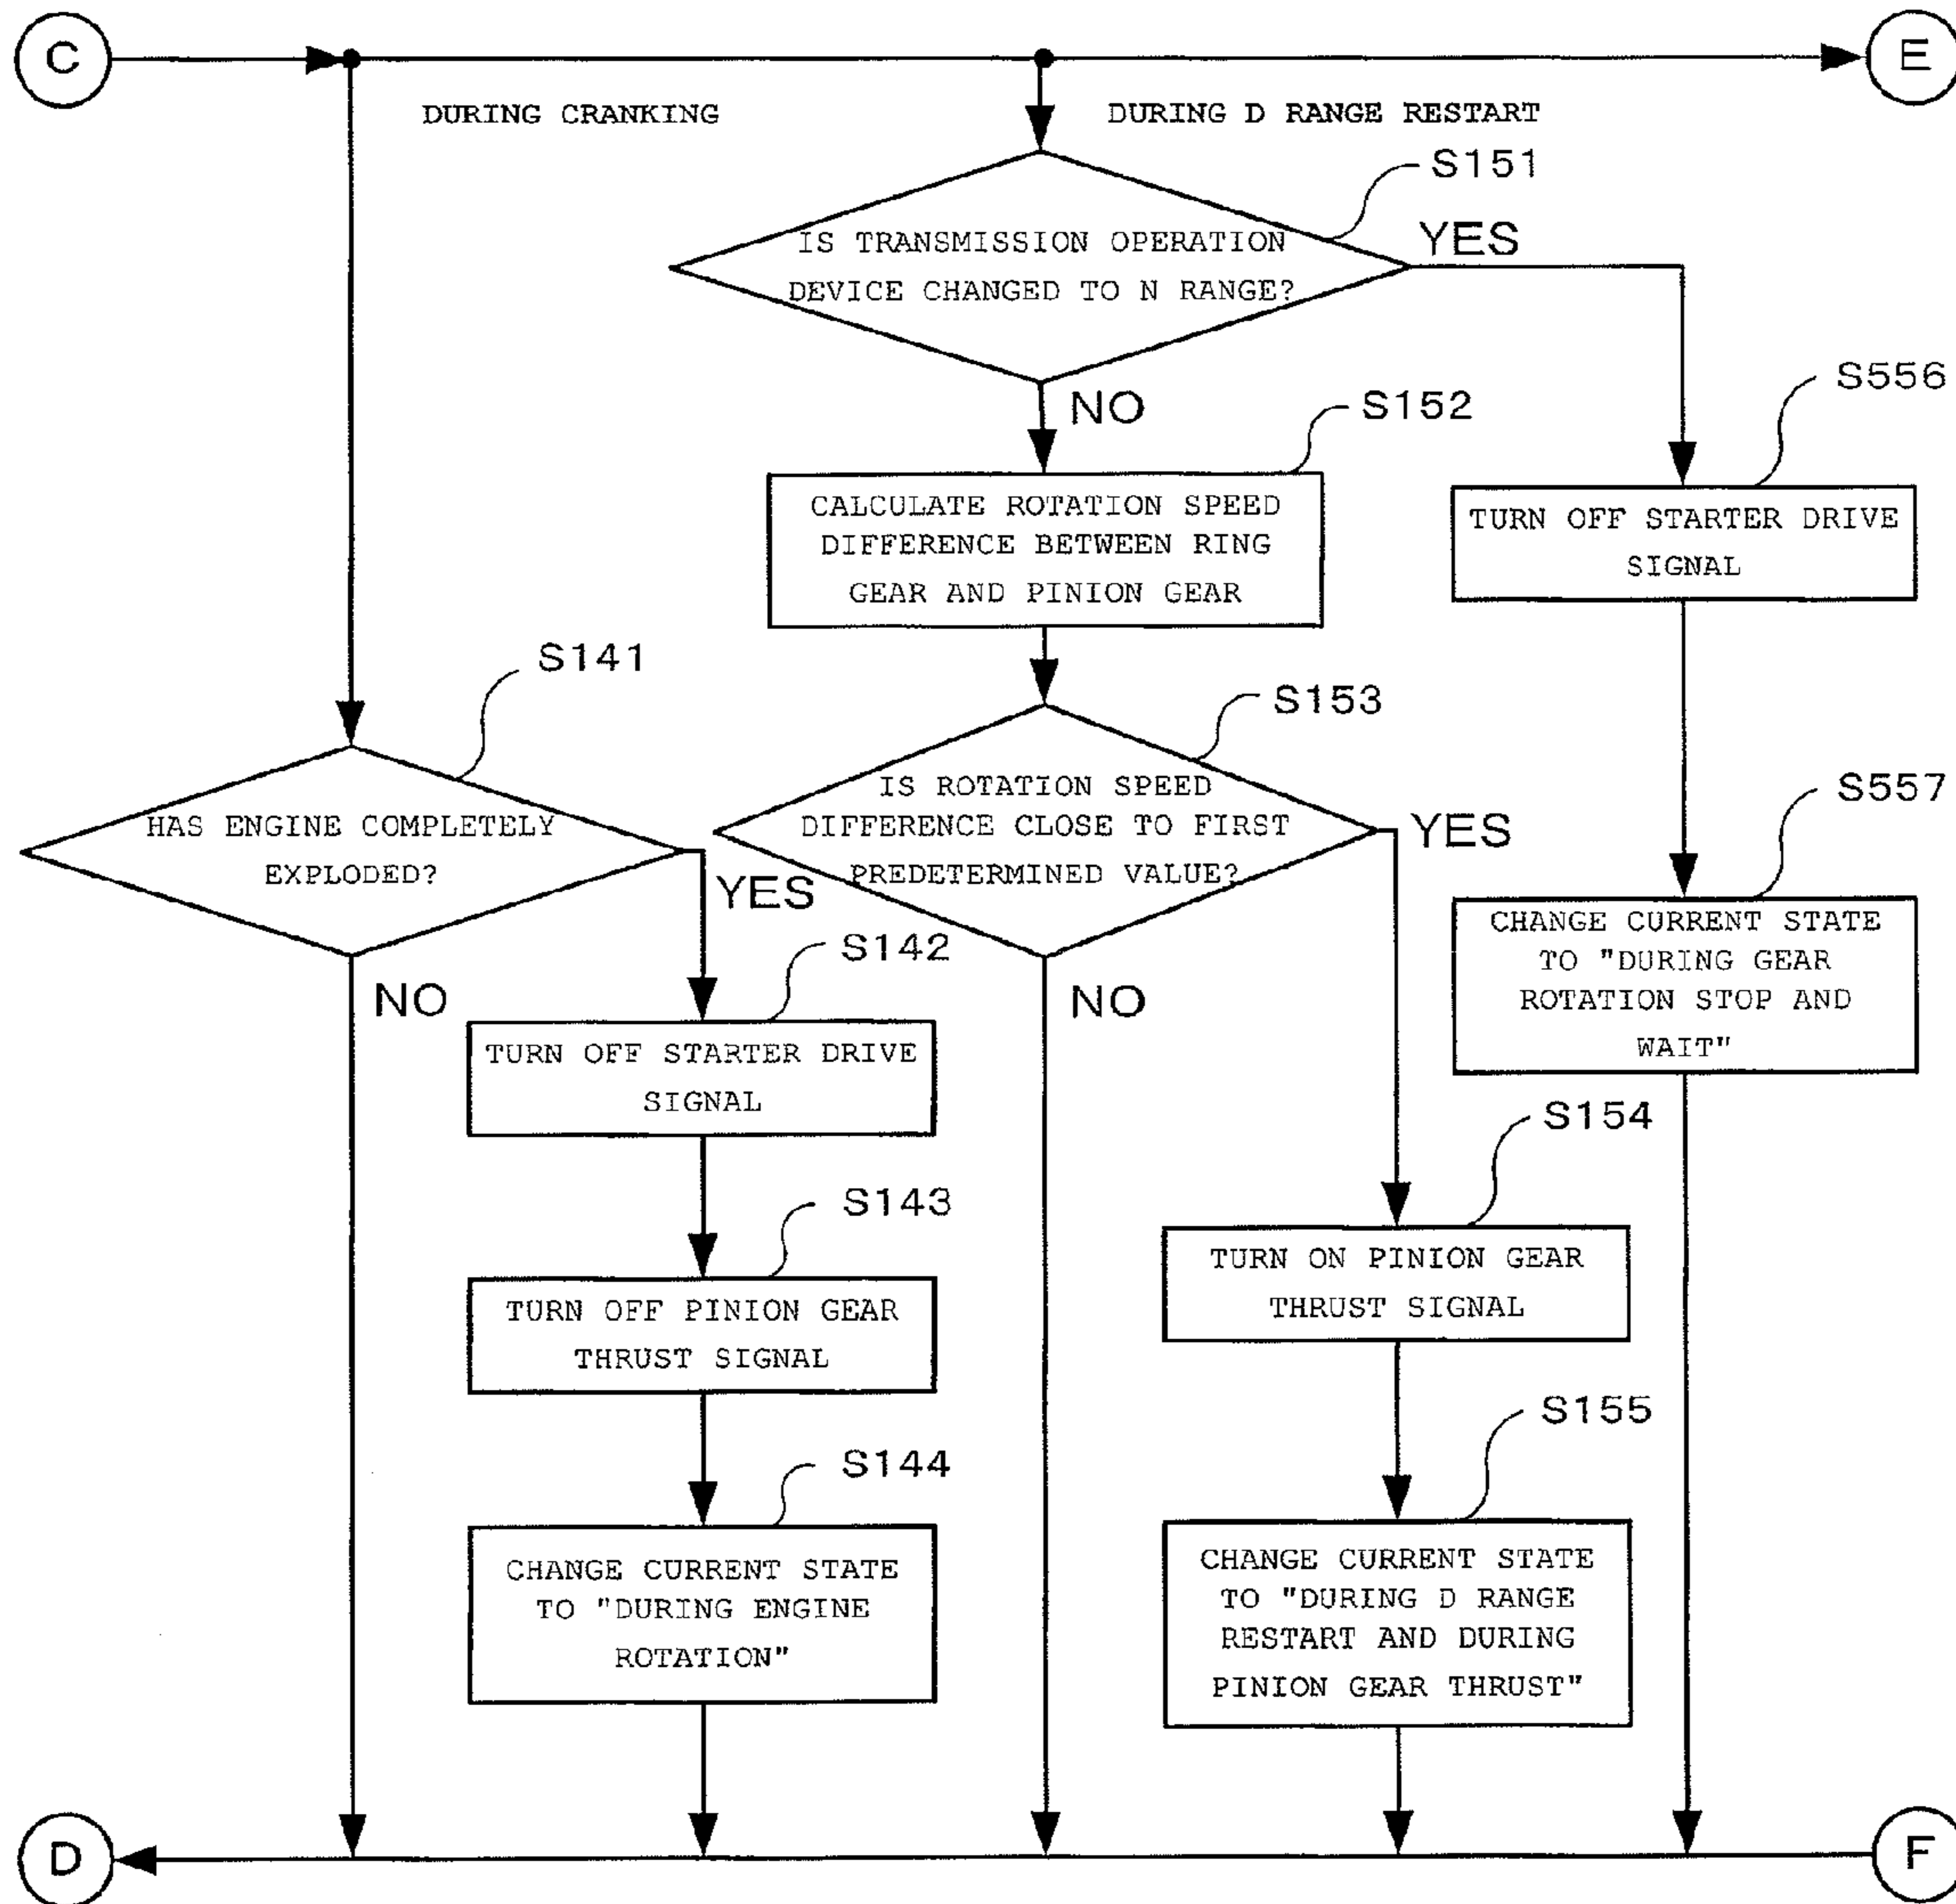 C
E
DURING CRANKING
DURING D RANGE RESTART
S151
IS TRANSMISSION OPERATION
DEVICE CHANGED TO N RANGE?
YES
NO
S556
TURN OFF STARTER DRIVE
SIGNAL
S152
CALCULATE ROTATION SPEED
DIFFERENCE BETWEEN RING
GEAR AND PINION GEAR
S141
HAS ENGINE COMPLETELY
EXPLODED?
YES
NO
S153
IS ROTATION SPEED
DIFFERENCE CLOSE TO FIRST
PREDETERMINED VALUE?
YES
NO
S557
CHANGE CURRENT STATE
TO "DURING GEAR
ROTATION STOP AND
WAIT"
S142
TURN OFF STARTER DRIVE
SIGNAL
S143
TURN OFF PINION GEAR
THRUST SIGNAL
S144
CHANGE CURRENT STATE
TO "DURING ENGINE
ROTATION"
S154
TURN ON PINION GEAR
THRUST SIGNAL
S155
CHANGE CURRENT STATE
TO "DURING D RANGE
RESTART AND DURING
PINION GEAR THRUST"
D
F